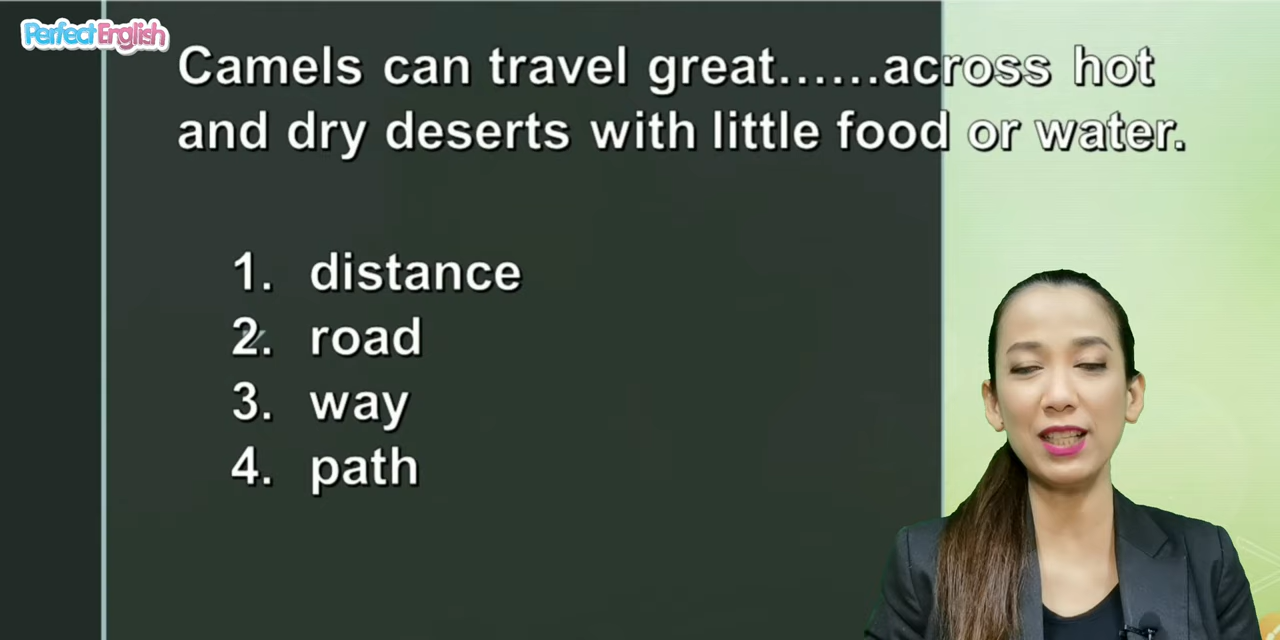 PerfectEnglish
Camels can travel great......across hot
and dry deserts with little food or water.
1. distance
2. road
3. way
4. path